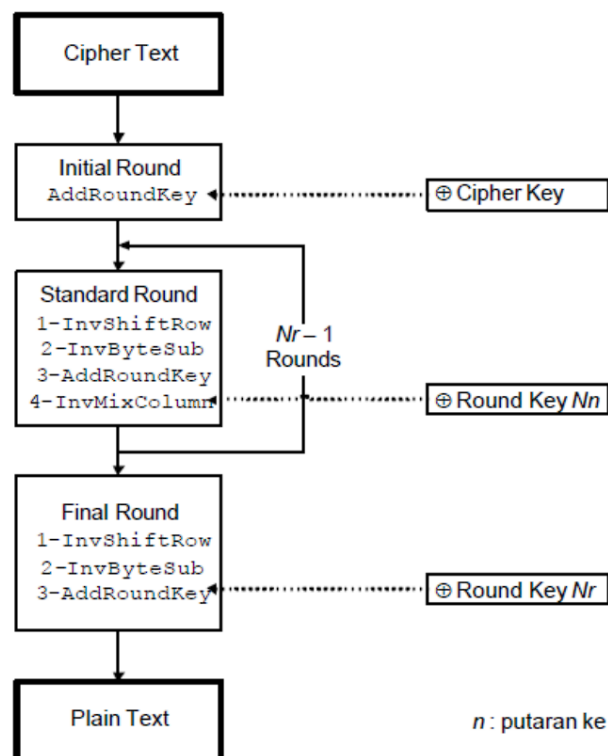 Cipher Text
Initial Round
AddRoundKey
⊕ Cipher Key
Standard Round
1-InvShiftRow
2-InvByteSub
3-AddRoundKey
4-InvMixColumn
Nr – 1
Rounds
⊕ Round Key Nn
Final Round
1-InvShiftRow
2-InvByteSub
3-AddRoundKey
⊕ Round Key Nr
Plain Text
n : putaran ke